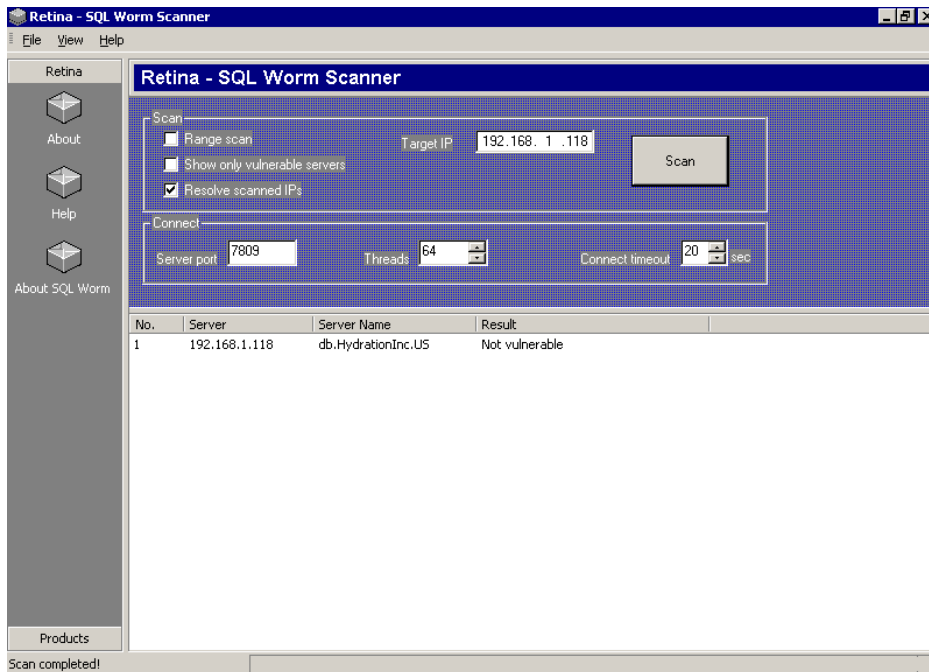 Retina - SQL Worm Scanner
File View Help
Retina
About
Help
About SQL Worm
Products
Retina - SQL Worm Scanner
Scan
Range scan
Show only vulnerable servers
Resolve scanned IPs
Target IP 192.168. 1 .118
Scan
Connect
Server port 7809 Threads 64 Connect timeout 20 sec
No. Server Server Name Result
1 192.168.1.118 db.HydrationInc.US Not vulnerable
Scan completed!